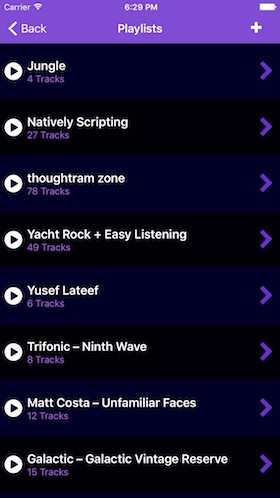 Carrier 6:29 PM
Back Playlists +
Jungle
4 Tracks
Natively Scripting
27 Tracks
thoughtram zone
78 Tracks
Yacht Rock + Easy Listening
49 Tracks
Yusef Lateef
6 Tracks
Trifonic – Ninth Wave
8 Tracks
Matt Costa – Unfamiliar Faces
12 Tracks
Galactic – Galactic Vintage Reserve
15 Tracks